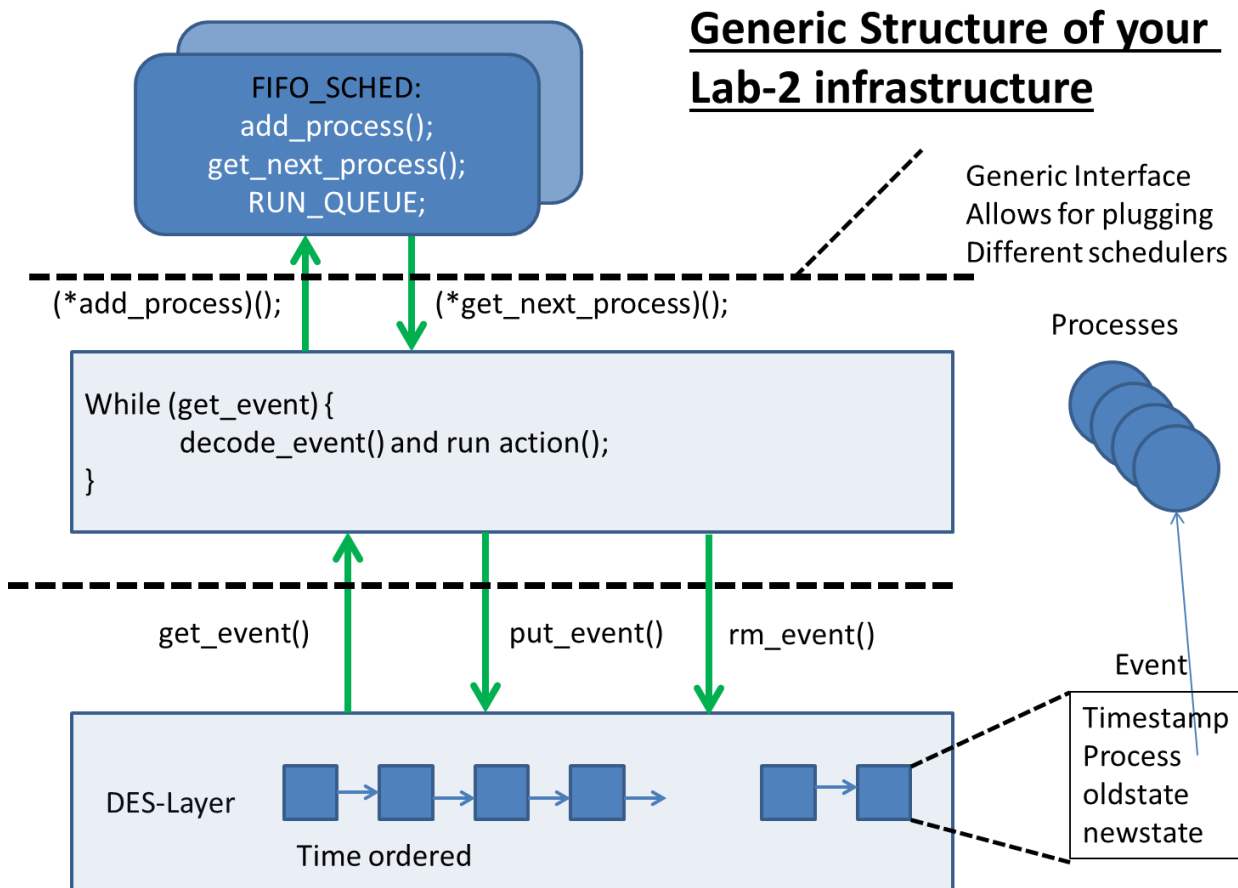 Generic Structure of your
Lab-2 infrastructure
FIFO_SCHED:
add_process();
get_next_process();
RUN_QUEUE;
Generic Interface
Allows for plugging
Different schedulers
(*add_process)();
(*get_next_process)();
Processes
While (get_event) {
decode_event() and run action();
}
get_event()
put_event()
rm_event()
Event
Timestamp
Process
oldstate
newstate
DES-Layer
Time ordered